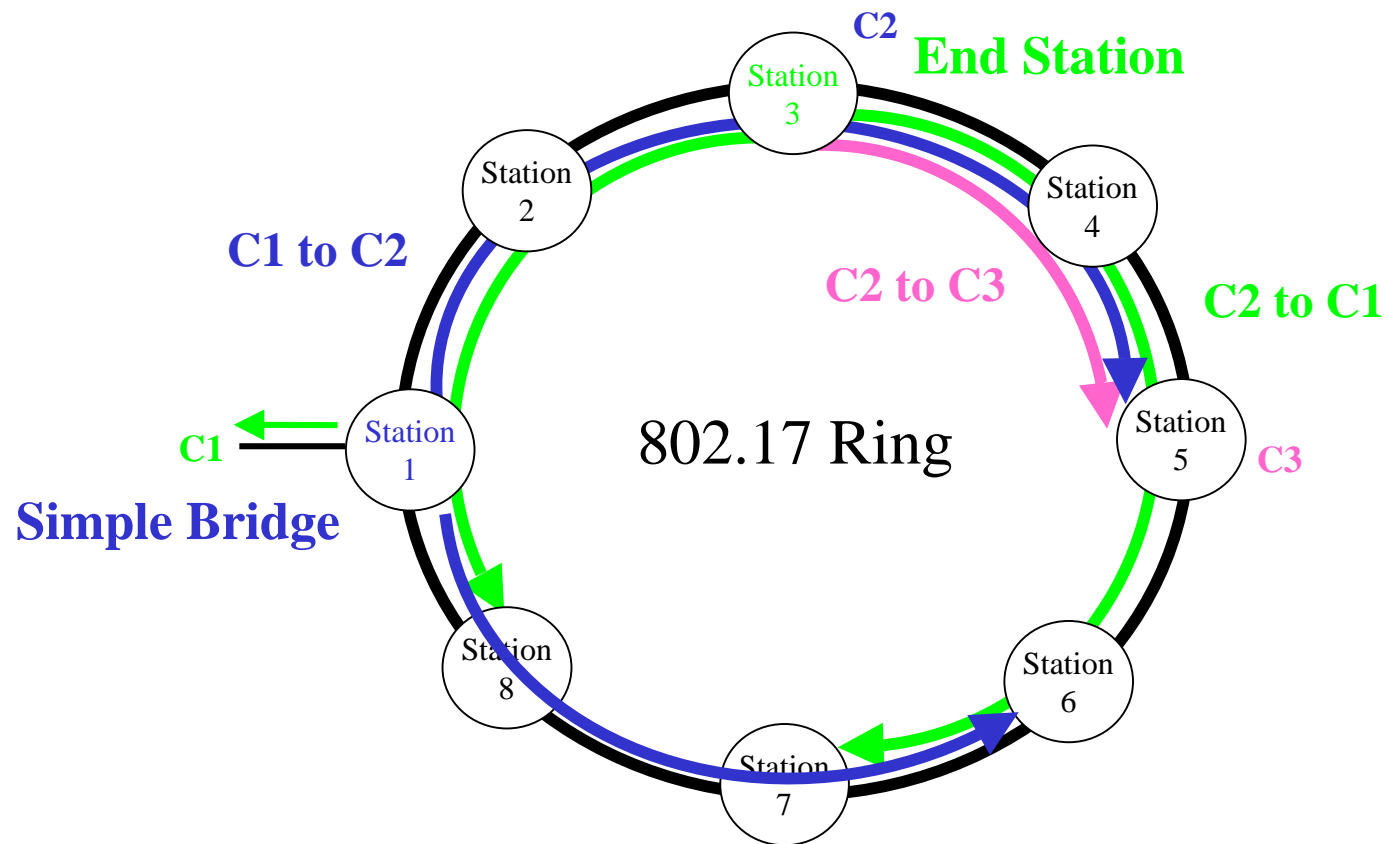 C2
End Station
Station
3
Station
2
Station
4
C1 to C2
C2 to C3
C2 to C1
C1
Station
1
802.17 Ring
Station
5
C3
Simple Bridge
Station
8
Station
6
Station
7